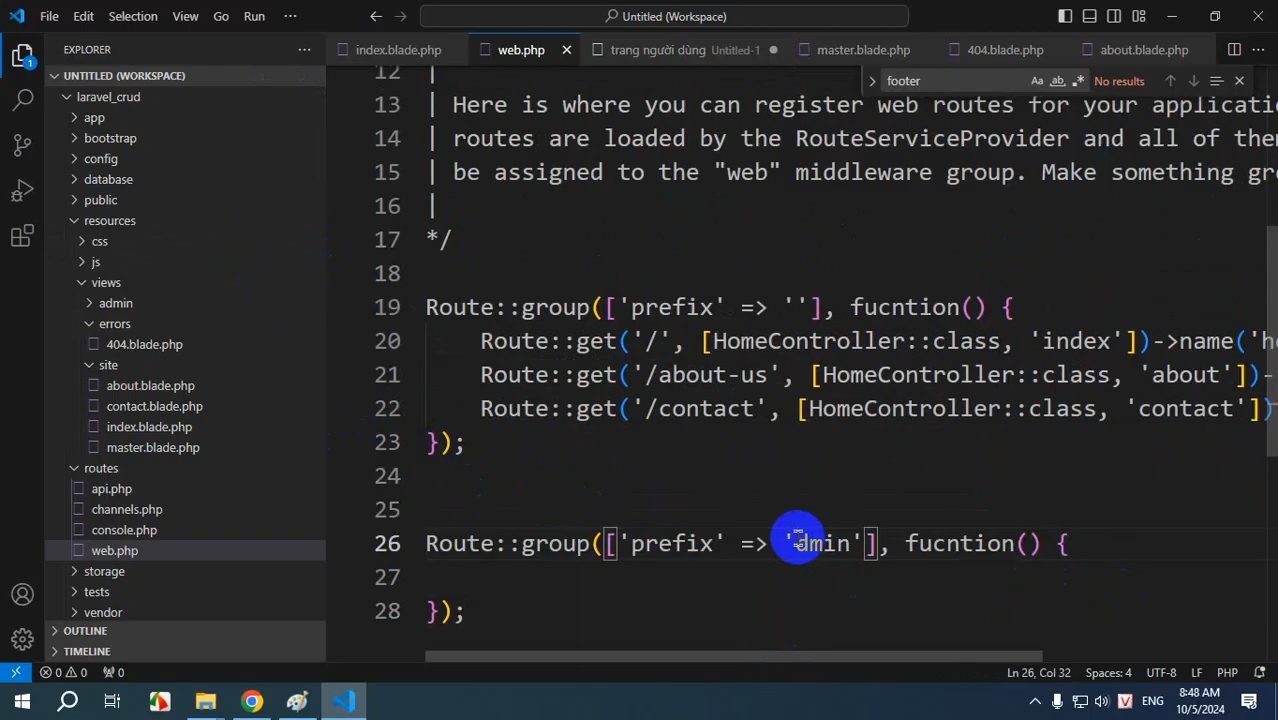 File Edit Selection View Go Run ··· Untitled (Workspace)
EXPLORER ···
index.blade.php web.php trang người dùng Untitled-1 master.blade.php 404.blade.php about.blade.php
UNTITLED (WORKSPACE)
laravel_crud
app
bootstrap
config
database
public
resources
css
js
views
admin
errors
404.blade.php
site
about.blade.php
contact.blade.php
index.blade.php
master.blade.php
routes
api.php
channels.php
console.php
web.php
storage
tests
vendor
OUTLINE
TIMELINE
footer Aa ab .* No results
12 |
13 | Here is where you can register web routes for your applicatio
14 | routes are loaded by the RouteServiceProvider and all of the
15 | be assigned to the "web" middleware group. Make something gr
16 |
17 */
18
19 Route::group(['prefix' => ''], fucntion() {
20 Route::get('/', [HomeController::class, 'index'])->name('h
21 Route::get('/about-us', [HomeController::class, 'about'])-
22 Route::get('/contact', [HomeController::class, 'contact'])
23 });
24
25
26 Route::group(['prefix' => 'dmin'], fucntion() {
27
28 });
0 0 0 Ln 26, Col 32 Spaces: 4 UTF-8 LF PHP
V ENG 8:48 AM
10/5/2024
1